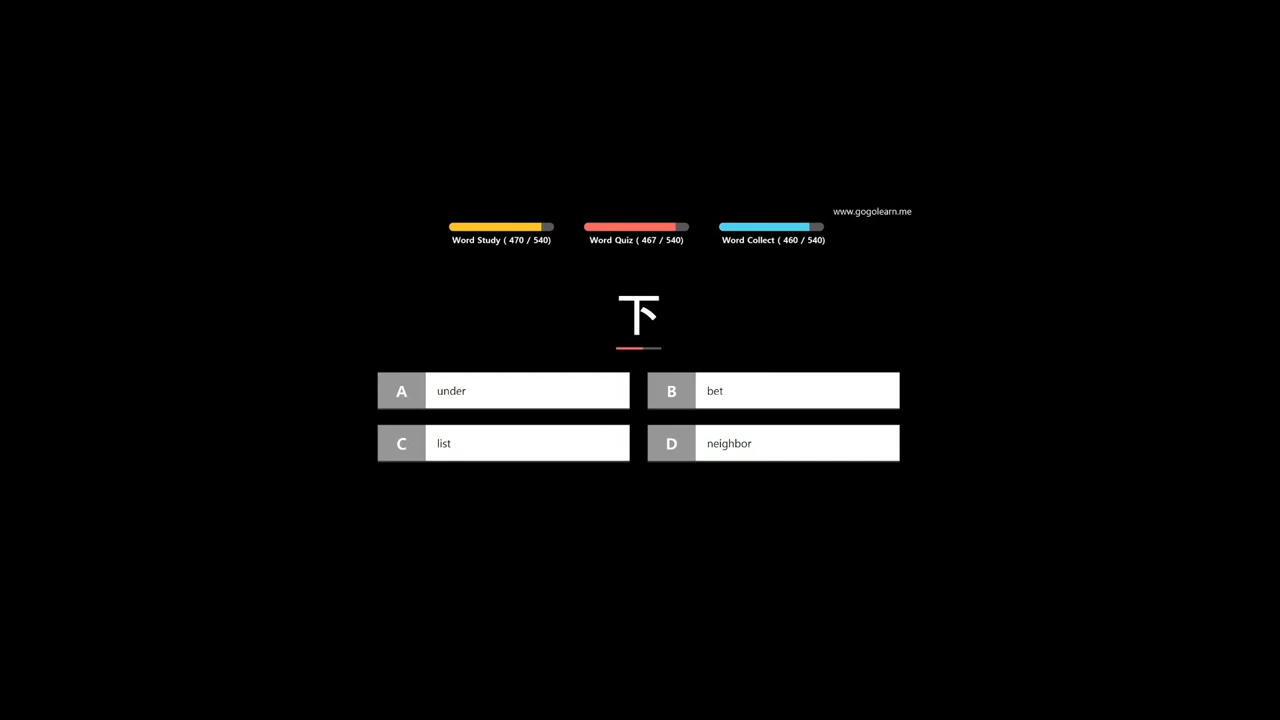 www.gogolearn.me
Word Study ( 470 / 540)
Word Quiz ( 467 / 540)
Word Collect ( 460 / 540)
下
A under
B bet
C list
D neighbor